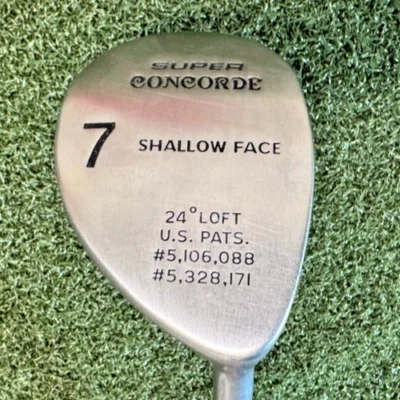 SUPER
CONCORDE
7 SHALLOW FACE
24° LOFT
U.S. PATS.
#5,106,088
#5,328,171